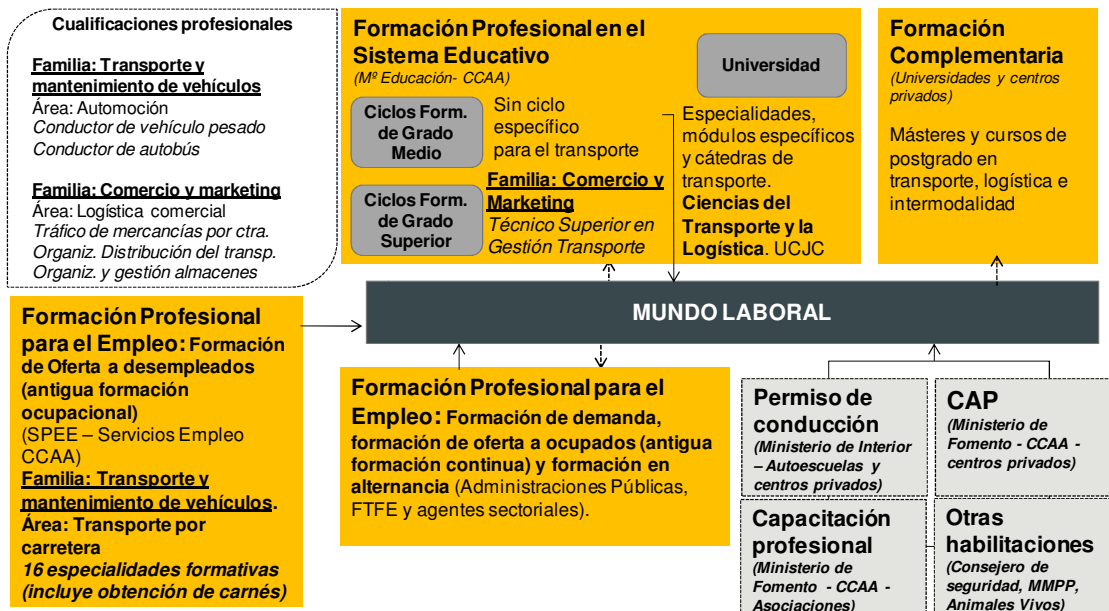 Cualificaciones profesionales
Familia: Transporte y
mantenimiento de vehículos
Área: Automoción
Conductor de vehículo pesado
Conductor de autobús
Familia: Comercio y marketing
Área: Logística comercial
Tráfico de mercancías por ctra.
Organiz. Distribución del transp.
Organiz. y gestión almacenes
Formación Profesional en el
Sistema Educativo
(Mº Educación- CCAA)
Ciclos Form.
de Grado
Medio
Sin ciclo
específico
para el transporte
Ciclos Form.
de Grado
Superior
Familia: Comercio y
Marketing
Técnico Superior en
Gestión Transporte
Universidad
Especialidades,
módulos específicos
y cátedras de
transporte.
Ciencias del
Transporte y la
Logística. UCJC
Formación
Complementaria
(Universidades y centros
privados)
Másteres y cursos de
postgrado en
transporte, logística e
intermodalidad
MUNDO LABORAL
Formación Profesional
para el Empleo: Formación
de Oferta a desempleados
(antigua formación
ocupacional)
(SPEE – Servicios Empleo
CCAA)
Familia: Transporte y
mantenimiento de vehículos.
Área: Transporte por
carretera
16 especialidades formativas
(incluye obtención de carnés)
Formación Profesional para el
Empleo: Formación de demanda,
formación de oferta a ocupados (antigua
formación continua) y formación en
alternancia (Administraciones Públicas,
FTFE y agentes sectoriales).
Permiso de
conducción
(Ministerio de Interior
– Autoescuelas y
centros privados)
CAP
(Ministerio de
Fomento - CCAA -
centros privados)
Capacitación
profesional
(Ministerio de
Fomento - CCAA -
Asociaciones)
Otras
habilitaciones
(Consejero de
seguridad, MMPP,
Animales Vivos)